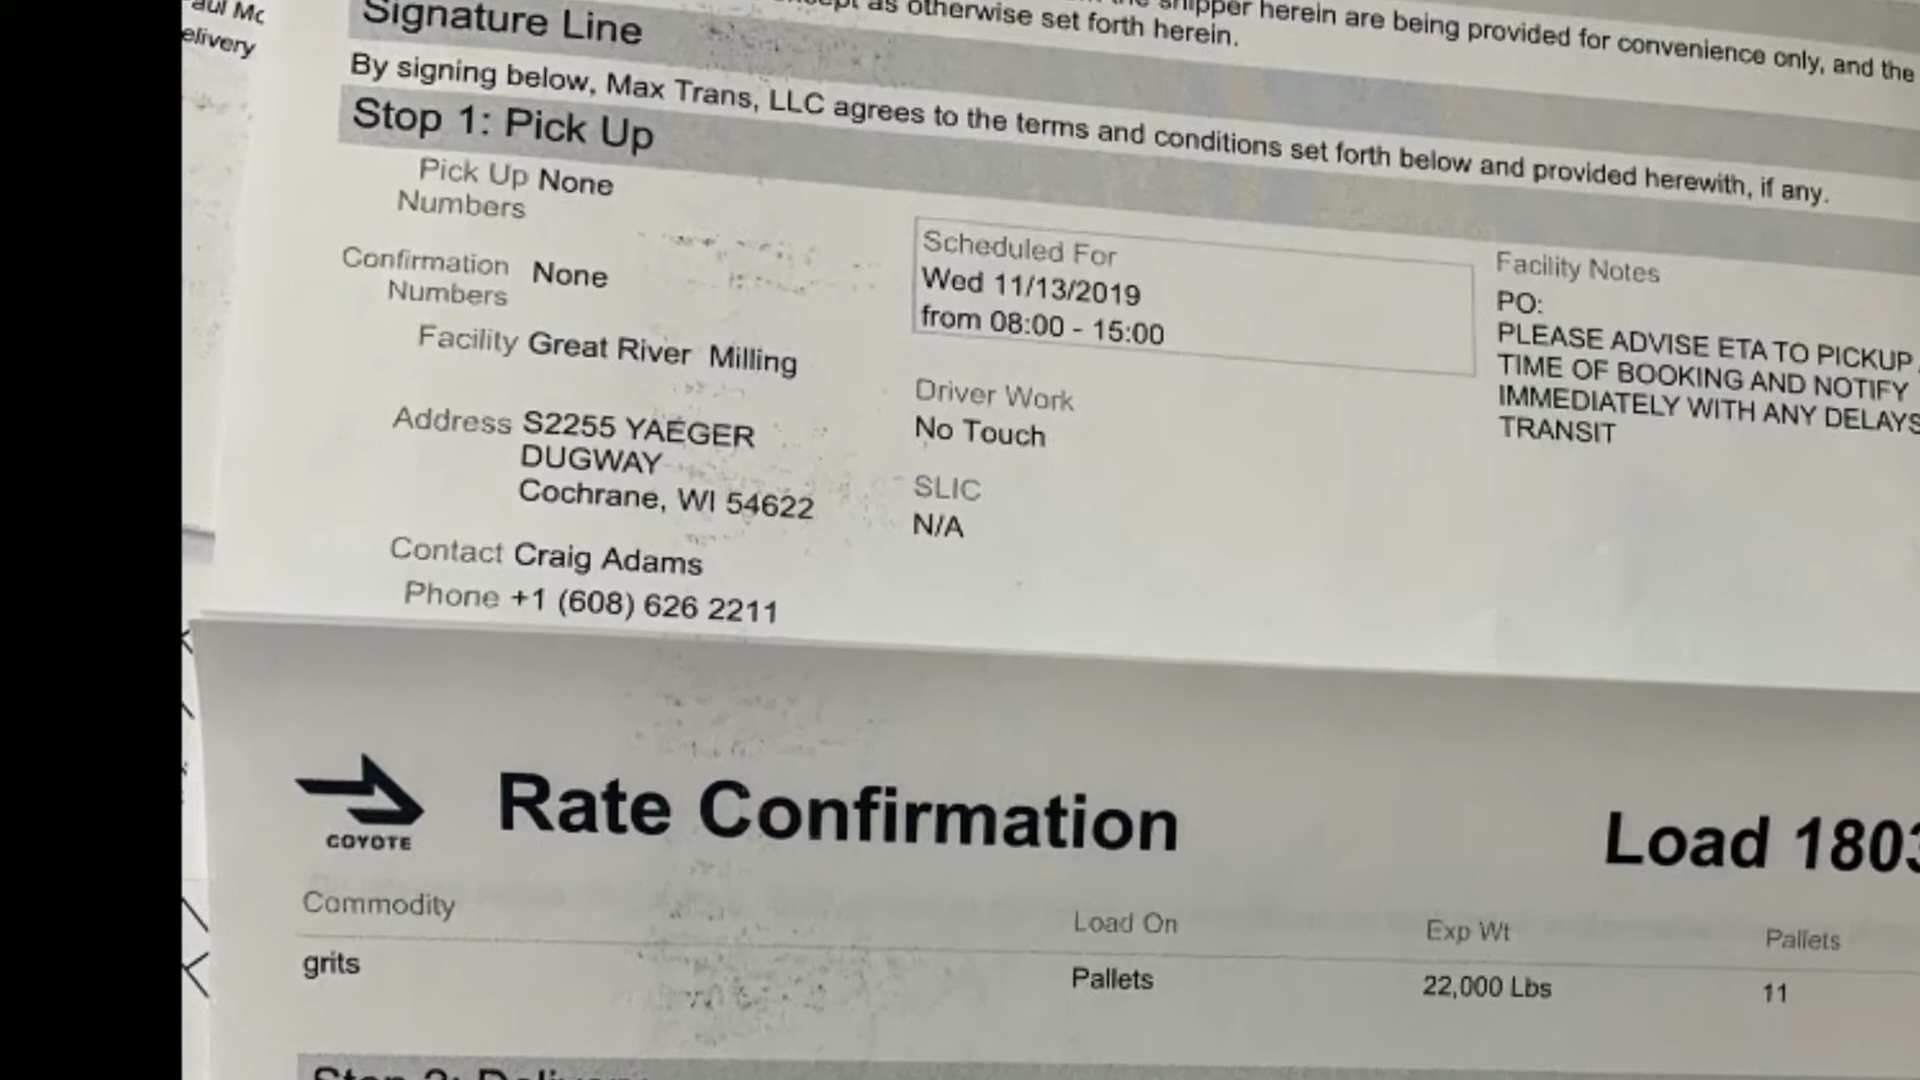 elivery
shipper herein are being provided for convenience only, and the
as otherwise set forth herein.
Signature Line
By signing below, Max Trans, LLC agrees to the terms and conditions set forth below and provided herewith, if any.
Stop 1: Pick Up
Pick Up None
Numbers
Confirmation None
Numbers
Facility Great River Milling
Address S2255 YAEGER
DUGWAY
Cochrane, WI 54622
Contact Craig Adams
Phone +1 (608) 626 2211
Scheduled For
Wed 11/13/2019
from 08:00 - 15:00
Driver Work
No Touch
SLIC
N/A
Facility Notes
PO:
PLEASE ADVISE ETA TO PICKUP
TIME OF BOOKING AND NOTIFY
IMMEDIATELY WITH ANY DELAYS
TRANSIT
COYOTE
Rate Confirmation
Load 1803
Commodity
Load On
Exp Wt
Pallets
grits
Pallets
22,000 Lbs
11